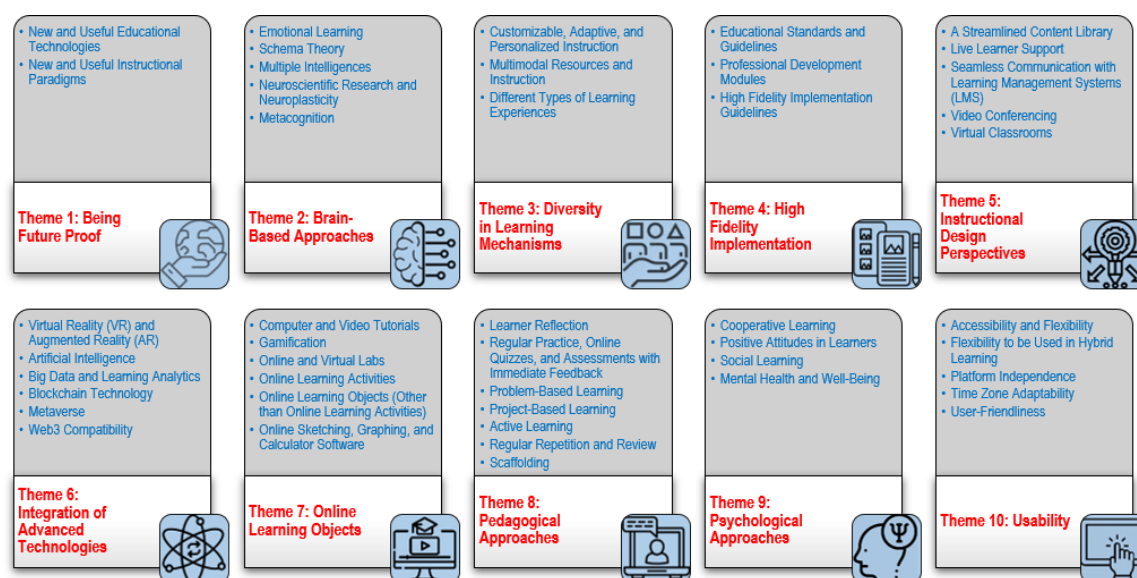 • New and Useful Educational
Technologies
• New and Useful Instructional
Paradigms
Theme 1: Being
Future Proof
• Emotional Learning
• Schema Theory
• Multiple Intelligences
• Neuroscientific Research and
Neuroplasticity
• Metacognition
Theme 2: Brain-
Based Approaches
• Customizable, Adaptive, and
Personalized Instruction
• Multimodal Resources and
Instruction
• Different Types of Learning
Experiences
Theme 3: Diversity
in Learning
Mechanisms
• Educational Standards and
Guidelines
• Professional Development
Modules
• High Fidelity Implementation
Guidelines
Theme 4: High
Fidelity
Implementation
• A Streamlined Content Library
• Live Learner Support
• Seamless Communication with
Learning Management Systems
(LMS)
• Video Conferencing
• Virtual Classrooms
Theme 5:
Instructional
Design
Perspectives
• Virtual Reality (VR) and
Augmented Reality (AR)
• Artificial Intelligence
• Big Data and Learning Analytics
• Blockchain Technology
• Metaverse
• Web3 Compatibility
Theme 6:
Integration of
Advanced
Technologies
• Computer and Video Tutorials
• Gamification
• Online and Virtual Labs
• Online Learning Activities
• Online Learning Objects (Other
than Online Learning Activities)
• Online Sketching, Graphing, and
Calculator Software
Theme 7: Online
Learning Objects
• Learner Reflection
• Regular Practice, Online
Quizzes, and Assessments with
Immediate Feedback
• Problem-Based Learning
• Project-Based Learning
• Active Learning
• Regular Repetition and Review
• Scaffolding
Theme 8:
Pedagogical
Approaches
• Cooperative Learning
• Positive Attitudes in Learners
• Social Learning
• Mental Health and Well-Being
Theme 9:
Psychological
Approaches
Ψ
• Accessibility and Flexibility
• Flexibility to be Used in Hybrid
Learning
• Platform Independence
• Time Zone Adaptability
• User-Friendliness
Theme 10: Usability